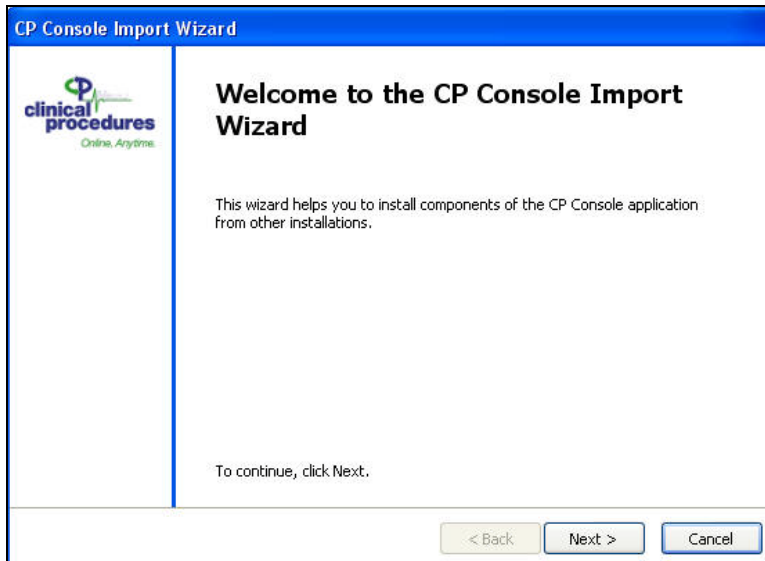 CP Console Import Wizard
CP
clinical
procedures
Online, Anytime.
Welcome to the CP Console Import
Wizard
This wizard helps you to install components of the CP Console application
from other installations.
To continue, click Next.
< Back
Next >
Cancel